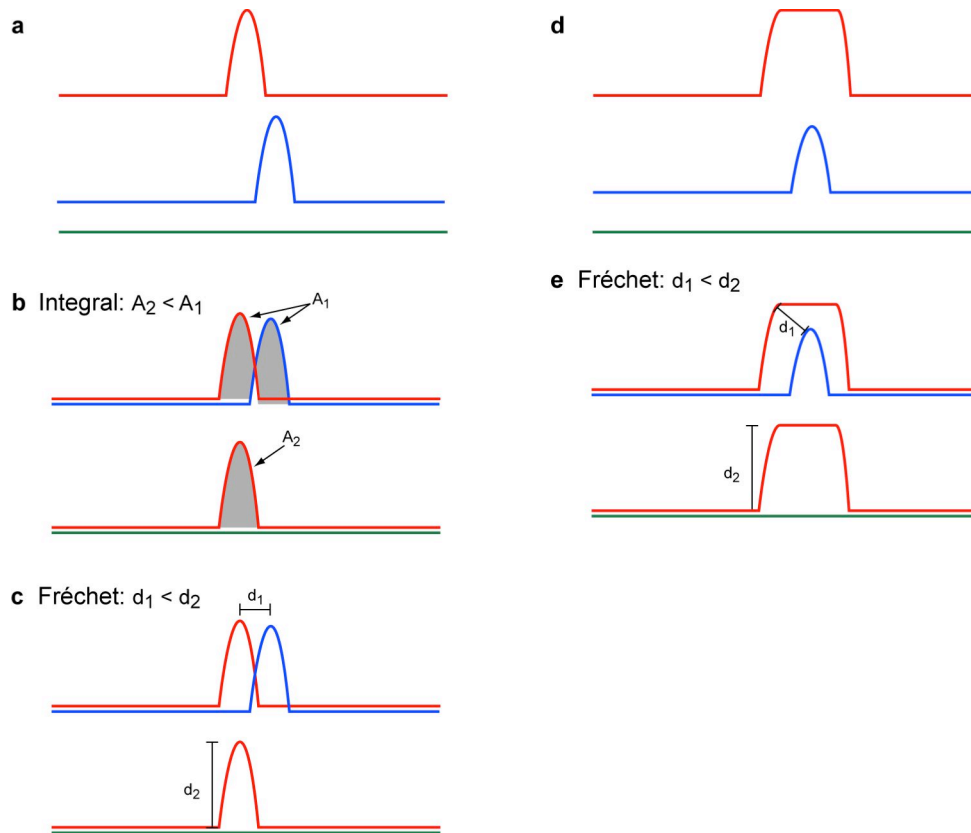 a
b Integral: A₂ < A₁
A₁
A₂
c Fréchet: d₁ < d₂
d₁
d₂
d
e Fréchet: d₁ < d₂
d₁
d₂